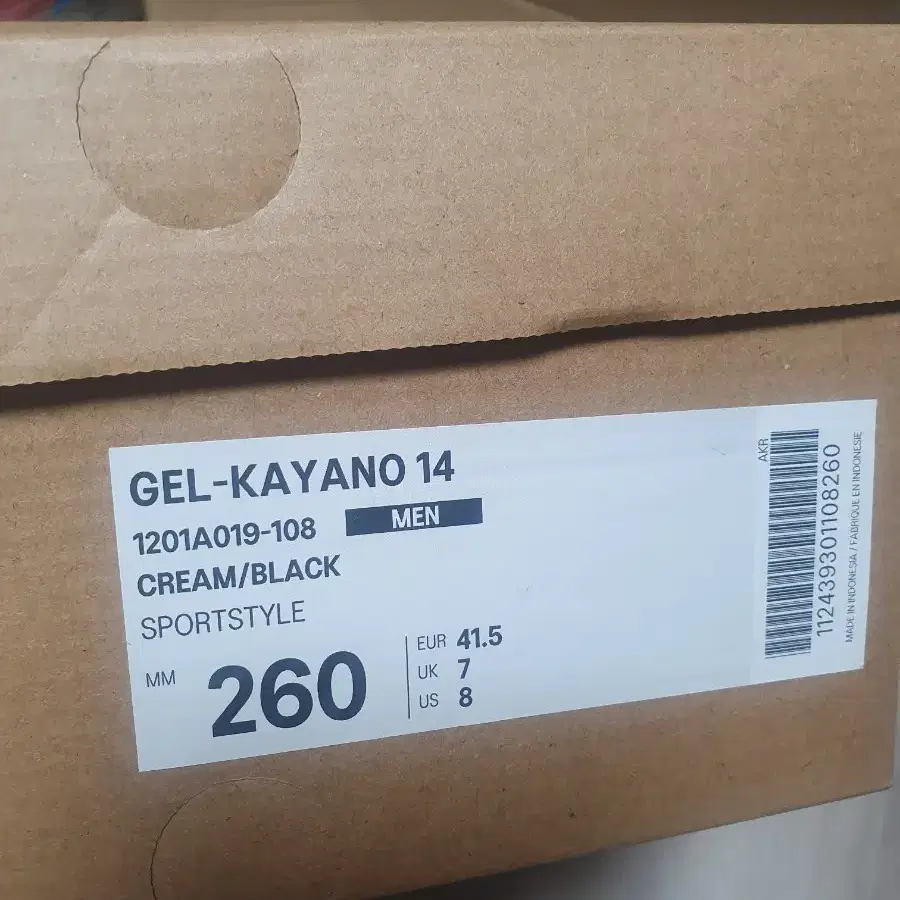 GEL-KAYANO 14
1201A019-108 MEN
CREAM/BLACK
SPORTSTYLE
MM 260
EUR 41.5
UK 7
US 8
AKR
112439301108260
MADE IN INDONESIA / FABRIQUE EN INDONESIE